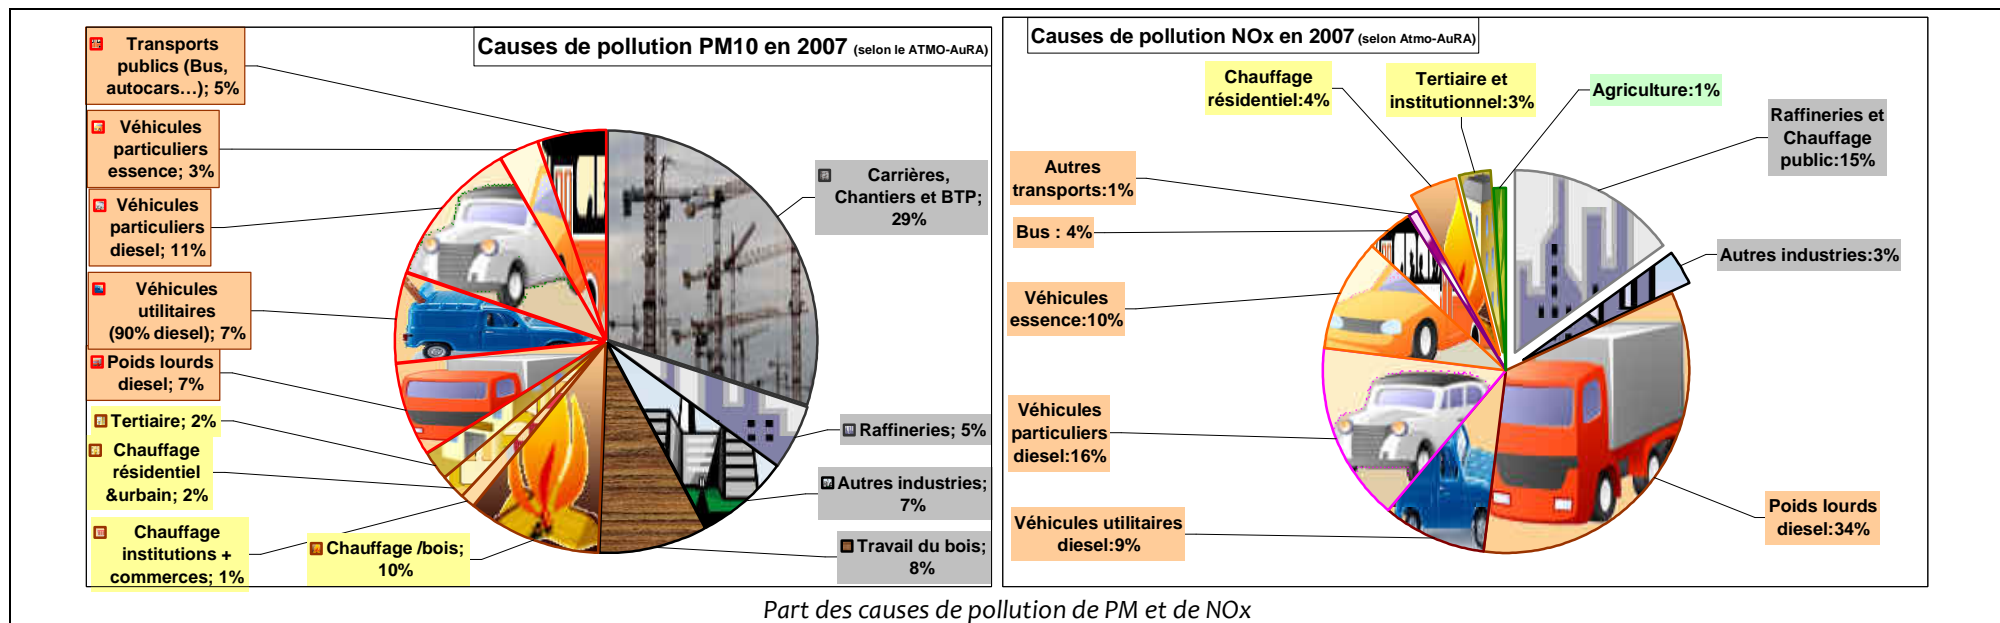 Causes de pollution PM10 en 2007 (selon le ATMO-AuRA)
Transports
publics (Bus,
autocars…); 5%
Véhicules
particuliers
essence; 3%
Véhicules
particuliers
diesel; 11%
Véhicules
utilitaires
(90% diesel); 7%
Poids lourds
diesel; 7%
Tertiaire; 2%
Chauffage
résidentiel
&urbain; 2%
Chauffage
institutions +
commerces; 1%
Chauffage /bois;
10%
Carrières,
Chantiers et BTP;
29%
Raffineries; 5%
Autres industries;
7%
Travail du bois;
8%
Causes de pollution NOx en 2007 (selon Atmo-AuRA)
Chauffage
résidentiel:4%
Tertiaire et
institutionnel:3%
Agriculture:1%
Raffineries et
Chauffage
public:15%
Autres industries:3%
Autres
transports:1%
Bus : 4%
Véhicules
essence:10%
Véhicules
particuliers
diesel:16%
Véhicules utilitaires
diesel:9%
Poids lourds
diesel:34%
Part des causes de pollution de PM et de NOx